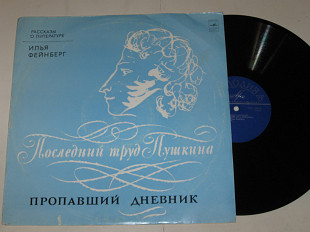 РАССКАЗЫ
О ЛИТЕРАТУРЕ
ИЛЬЯ
ФЕЙНБЕРГ
Последний труд Пушкина
ПРОПАВШИЙ ДНЕВНИК